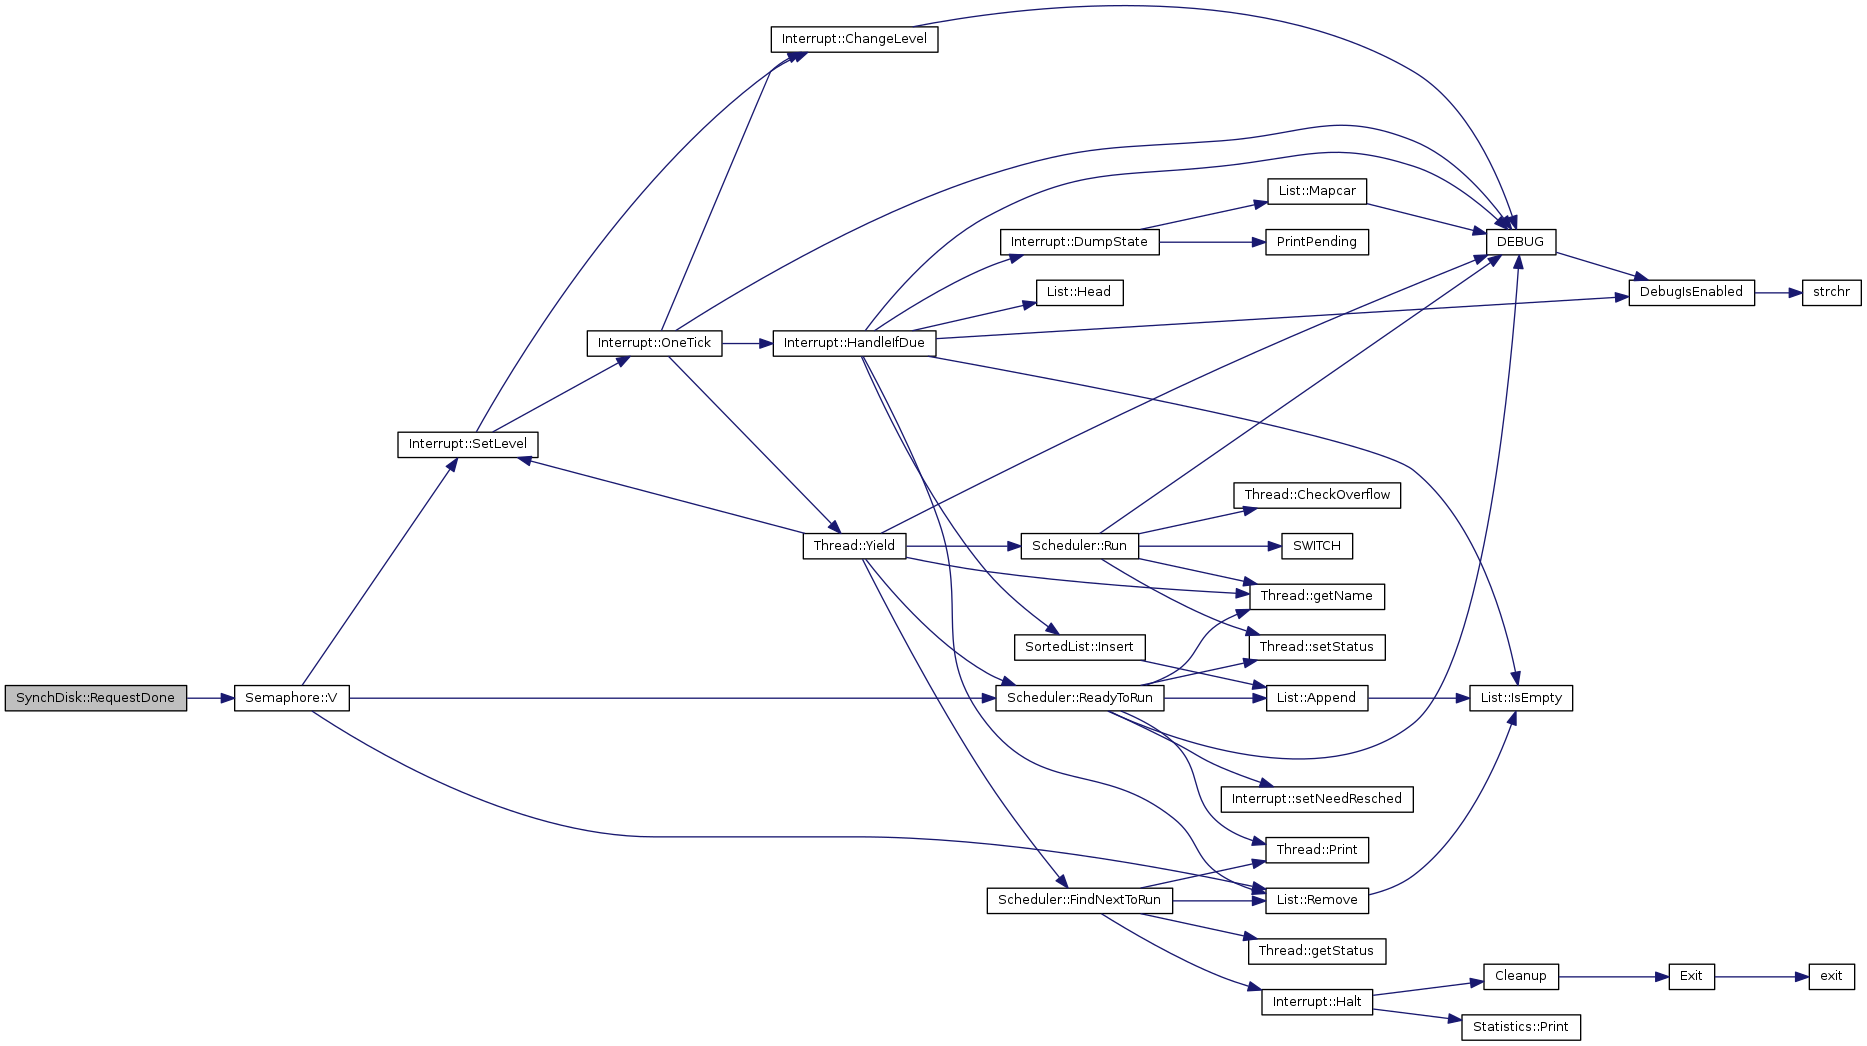 Interrupt::ChangeLevel
List::Mapcar
Interrupt::DumpState
PrintPending
DEBUG
List::Head
DebugIsEnabled
strchr
Interrupt::OneTick
Interrupt::HandleIfDue
Interrupt::SetLevel
Thread::CheckOverflow
Thread::Yield
Scheduler::Run
SWITCH
Thread::getName
SortedList::Insert
Thread::setStatus
SynchDisk::RequestDone
Semaphore::V
Scheduler::ReadyToRun
List::Append
List::IsEmpty
Interrupt::setNeedResched
Thread::Print
Scheduler::FindNextToRun
List::Remove
Thread::getStatus
Cleanup
Exit
exit
Interrupt::Halt
Statistics::Print